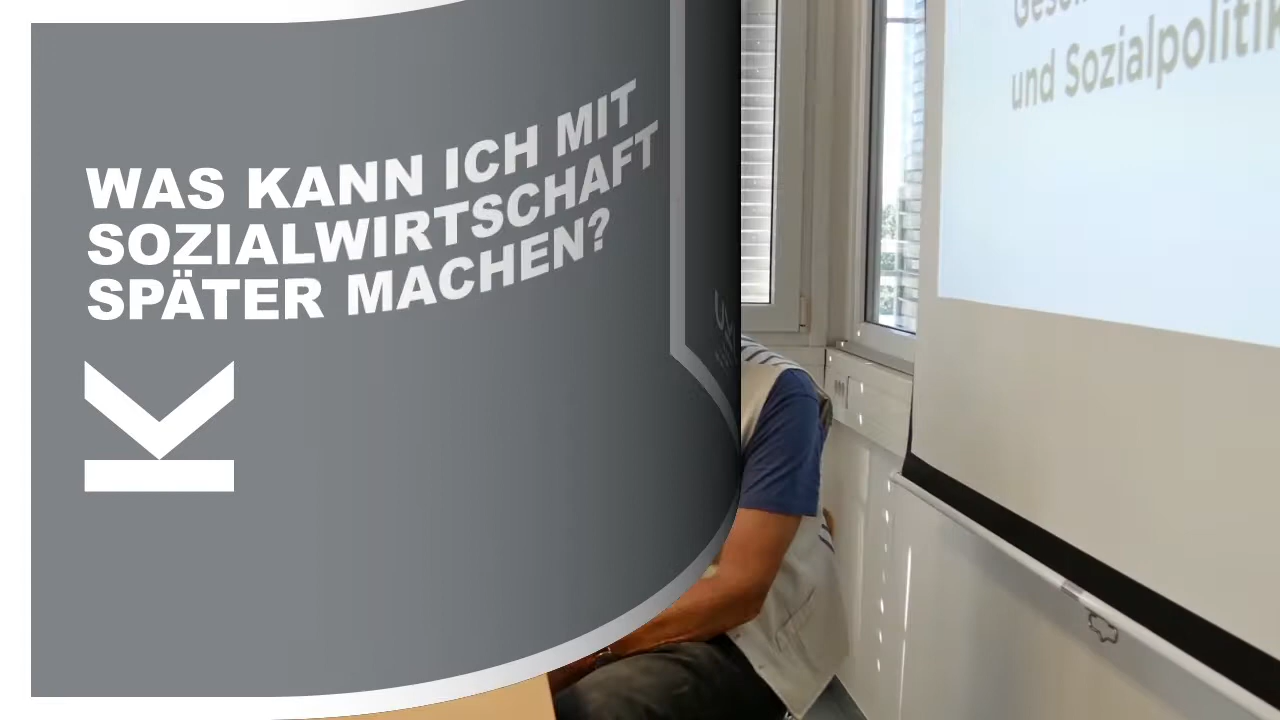 WAS KANN ICH MIT
SOZIALWIRTSCHAFT
SPÄTER MACHEN?
und Sozialpolitik